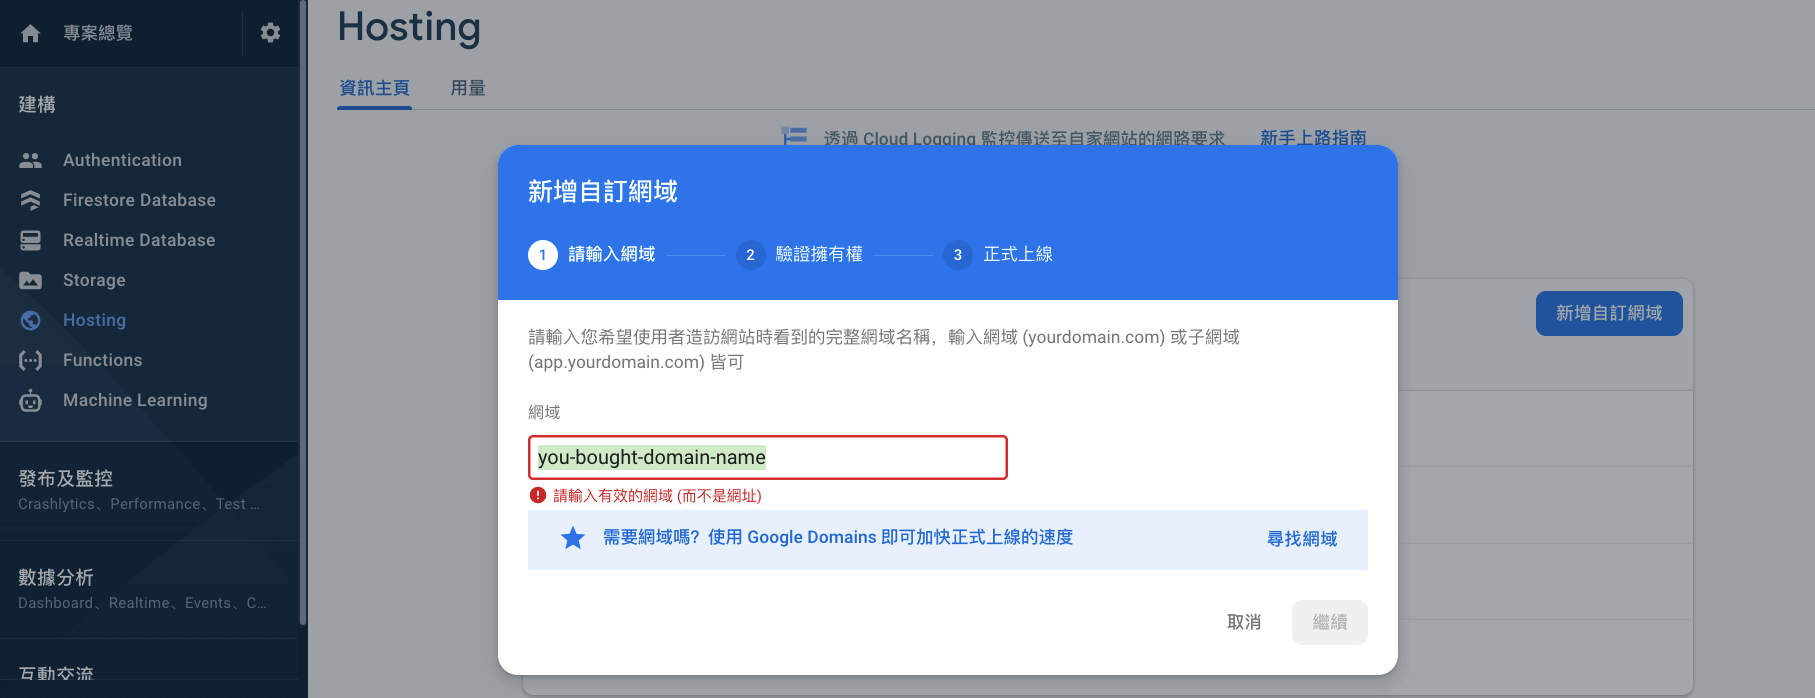 專案總覽
建構
Authentication
Firestore Database
Realtime Database
Storage
Hosting
Functions
Machine Learning
發布及監控
Crashlytics、Performance、Test ...
數據分析
Dashboard、Realtime、Events、C...
互動交流
Hosting
資訊主頁
用量
透過 Cloud Logging 監控傳送至自家網站的網路要求 新手上路指南
新增自訂網域
新增自訂網域
1 請輸入網域
2 驗證擁有權
3 正式上線
請輸入您希望使用者造訪網站時看到的完整網域名稱，輸入網域 (yourdomain.com) 或子網域
(app.yourdomain.com) 皆可
網域
you-bought-domain-name
請輸入有效的網域 (而不是網址)
需要網域嗎？使用 Google Domains 即可加快正式上線的速度
尋找網域
取消
繼續